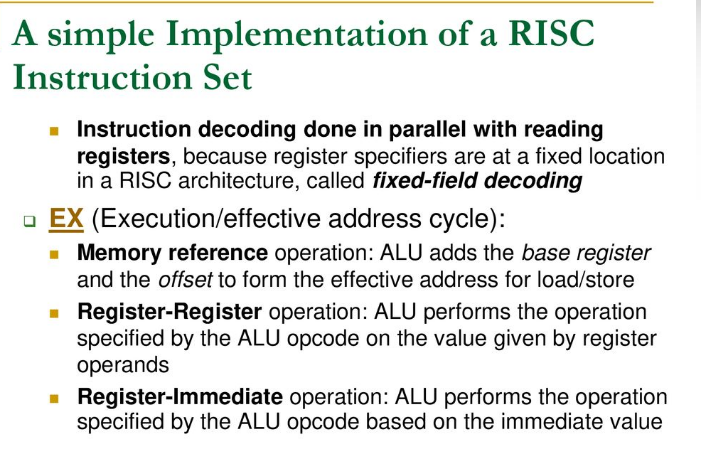 A simple Implementation of a RISC
Instruction Set
Instruction decoding done in parallel with reading
registers, because register specifiers are at a fixed location
in a RISC architecture, called fixed-field decoding
EX (Execution/effective address cycle):
Memory reference operation: ALU adds the base register
and the offset to form the effective address for load/store
Register-Register operation: ALU performs the operation
specified by the ALU opcode on the value given by register
operands
Register-Immediate operation: ALU performs the operation
specified by the ALU opcode based on the immediate value